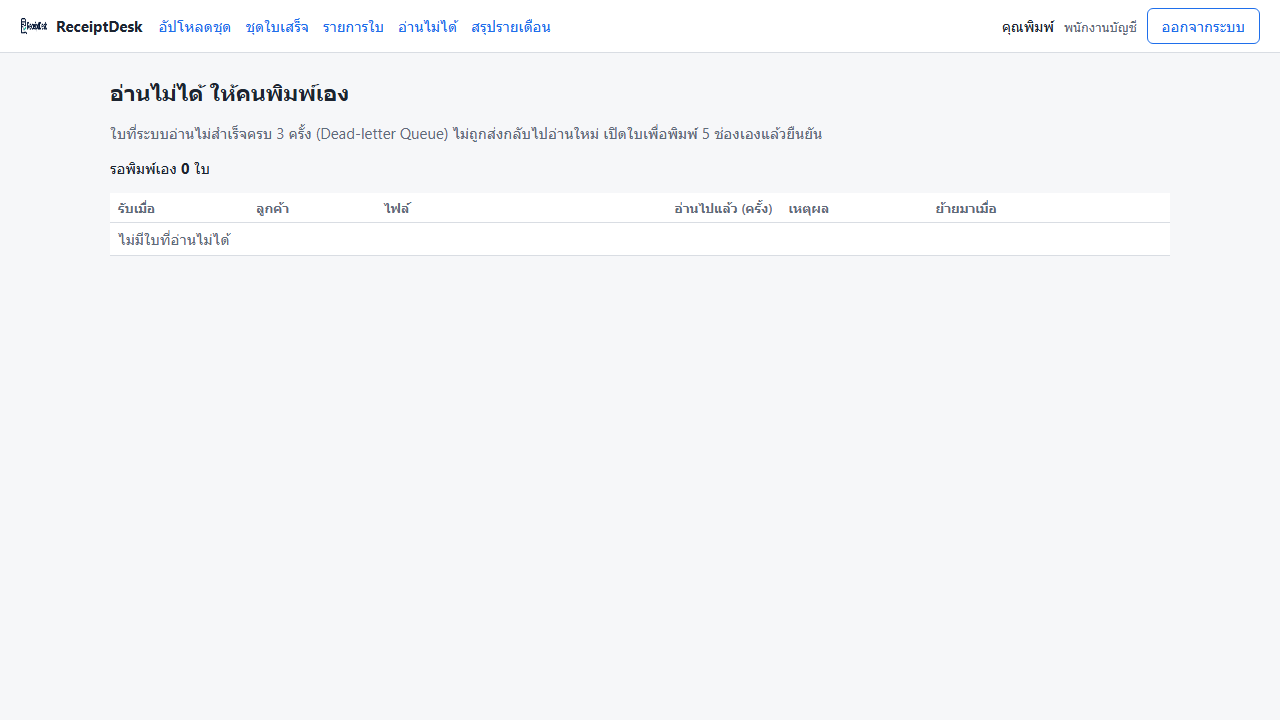 ReceiptDesk อัปโหลดชุด ชุดใบเสร็จ รายการใบ อ่านไม่ได้ สรุปรายเดือน คุณพิมพ์ พนักงานบัญชี ออกจากระบบ
อ่านไม่ได้ ให้คนพิมพ์เอง
ใบที่ระบบอ่านไม่สำเร็จครบ 3 ครั้ง (Dead-letter Queue) ไม่ถูกส่งกลับไปอ่านใหม่ เปิดใบเพื่อพิมพ์ 5 ช่องเองแล้วยืนยัน
รอพิมพ์เอง 0 ใบ
รับเมื่อ ลูกค้า ไฟล์ อ่านไปแล้ว (ครั้ง) เหตุผล ย้ายมาเมื่อ
ไม่มีใบที่อ่านไม่ได้